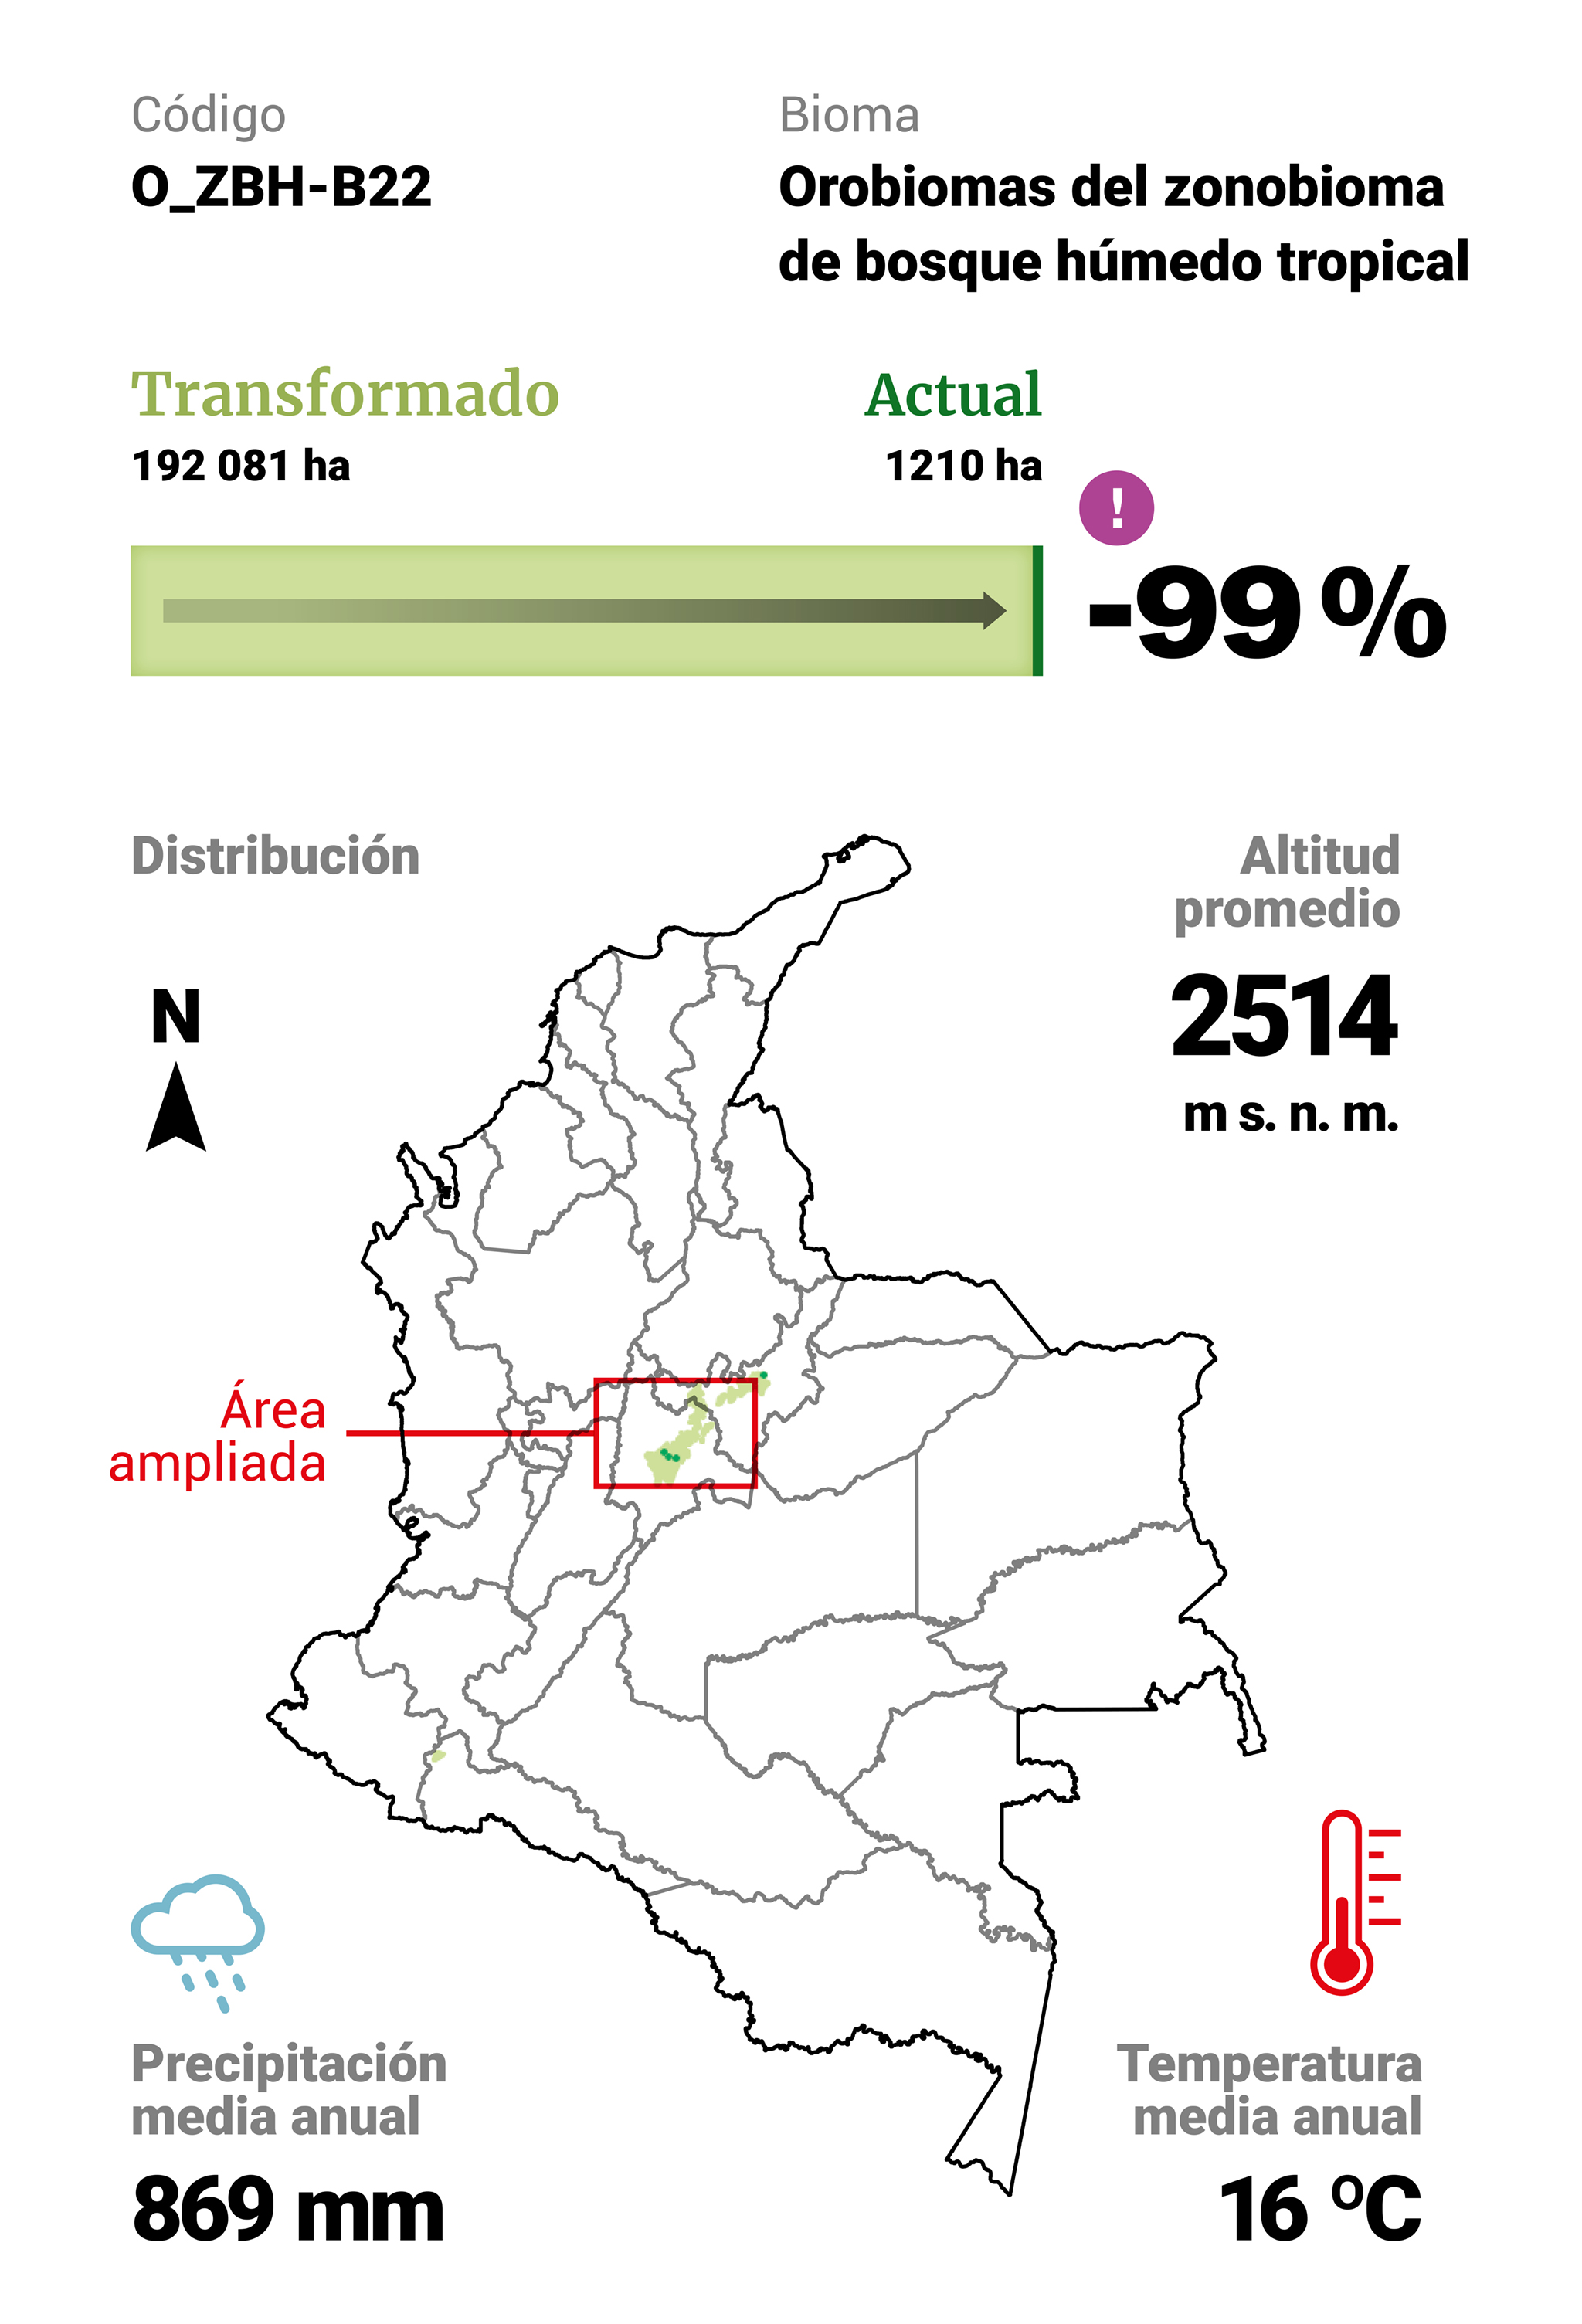 Código
O_ZBH-B22
Bioma
Orobiomas del zonobioma
de bosque húmedo tropical
Transformado
192 081 ha
Actual
1210 ha
!
-99 %
Distribución
Altitud
promedio
2514
m s. n. m.
N
Área
ampliada
Precipitación
media anual
869 mm
Temperatura
media anual
16 ºC